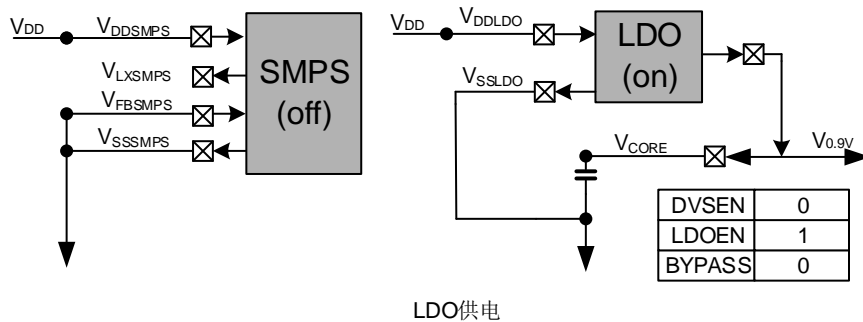 VDD
VDDSMPS
VLXSMPS
VFBSMPS
VSSSMPS
SMPS
(off)
VDD
VDDLDO
VSSLDO
LDO
(on)
VCORE
V0.9V
DVSEN 0
LDOEN 1
BYPASS 0
LDO供电